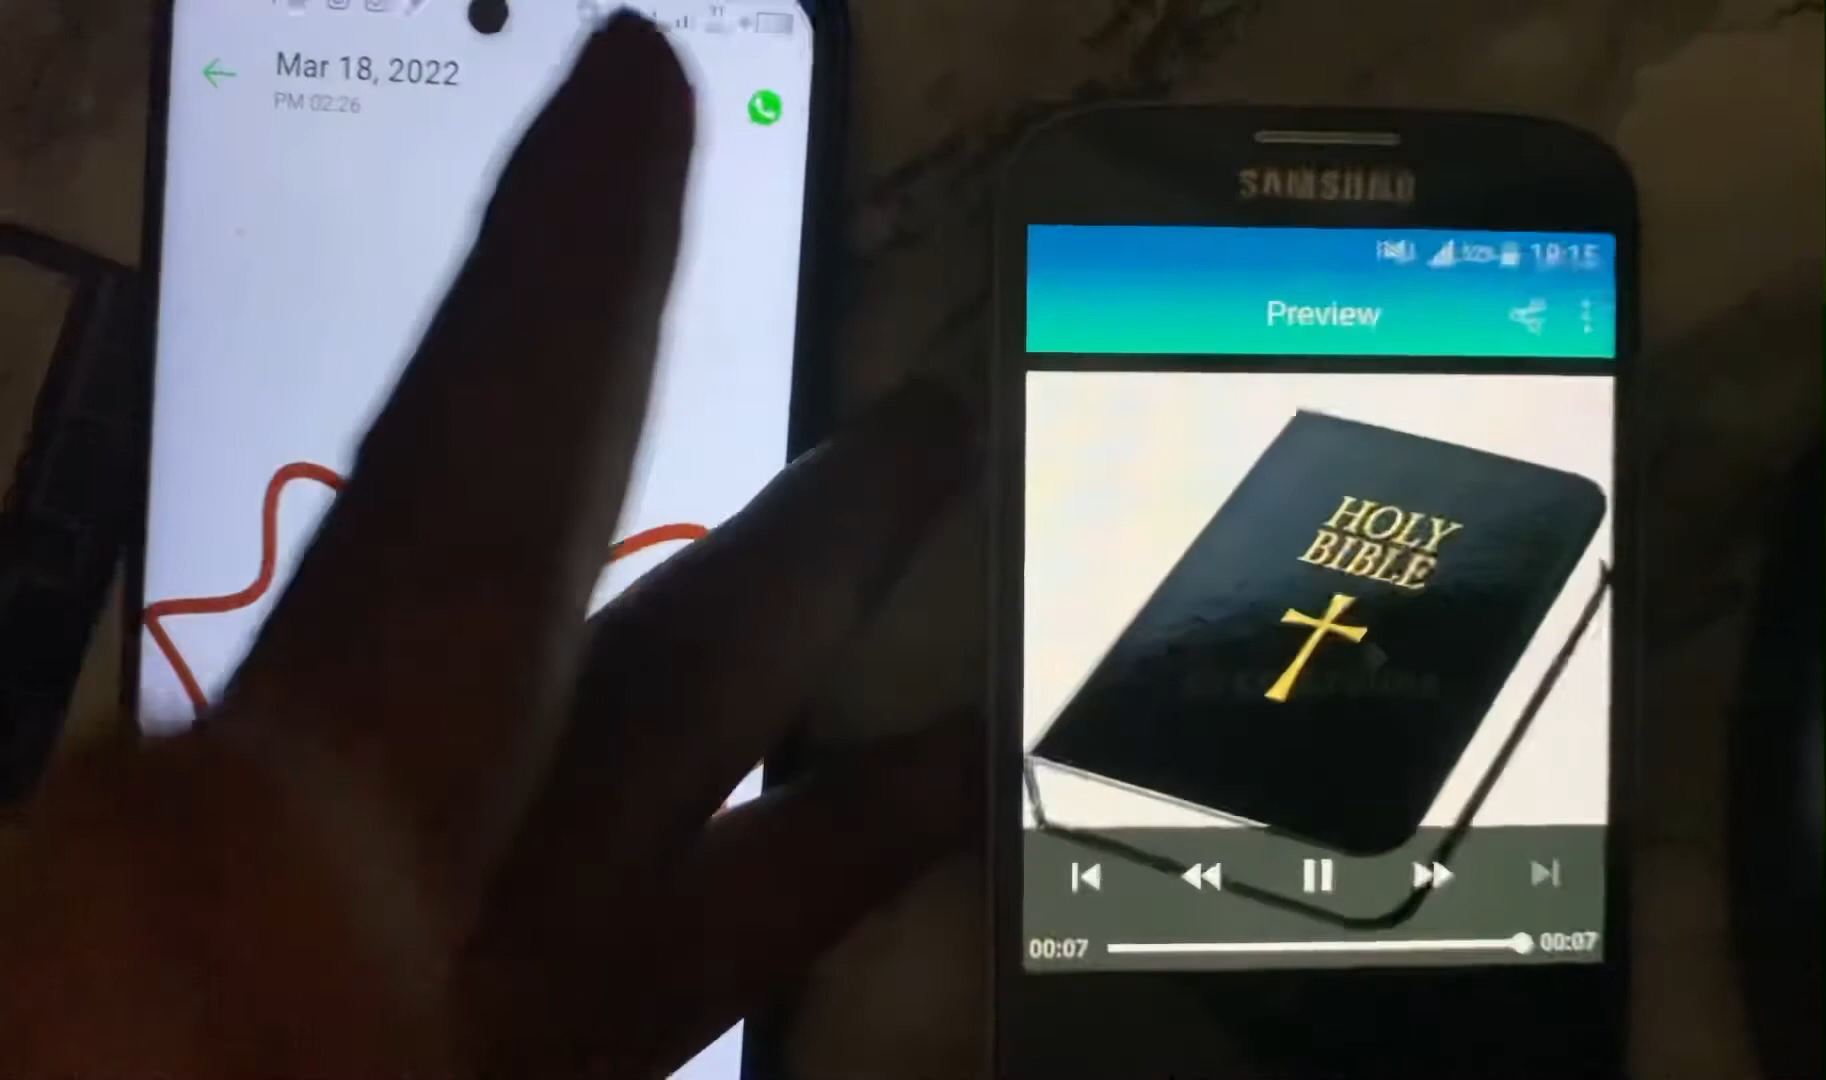 Mar 18, 2022
PM 02:26
SAMSUNG
19:15
Preview
HOLY
BIBLE
00:07
00:07